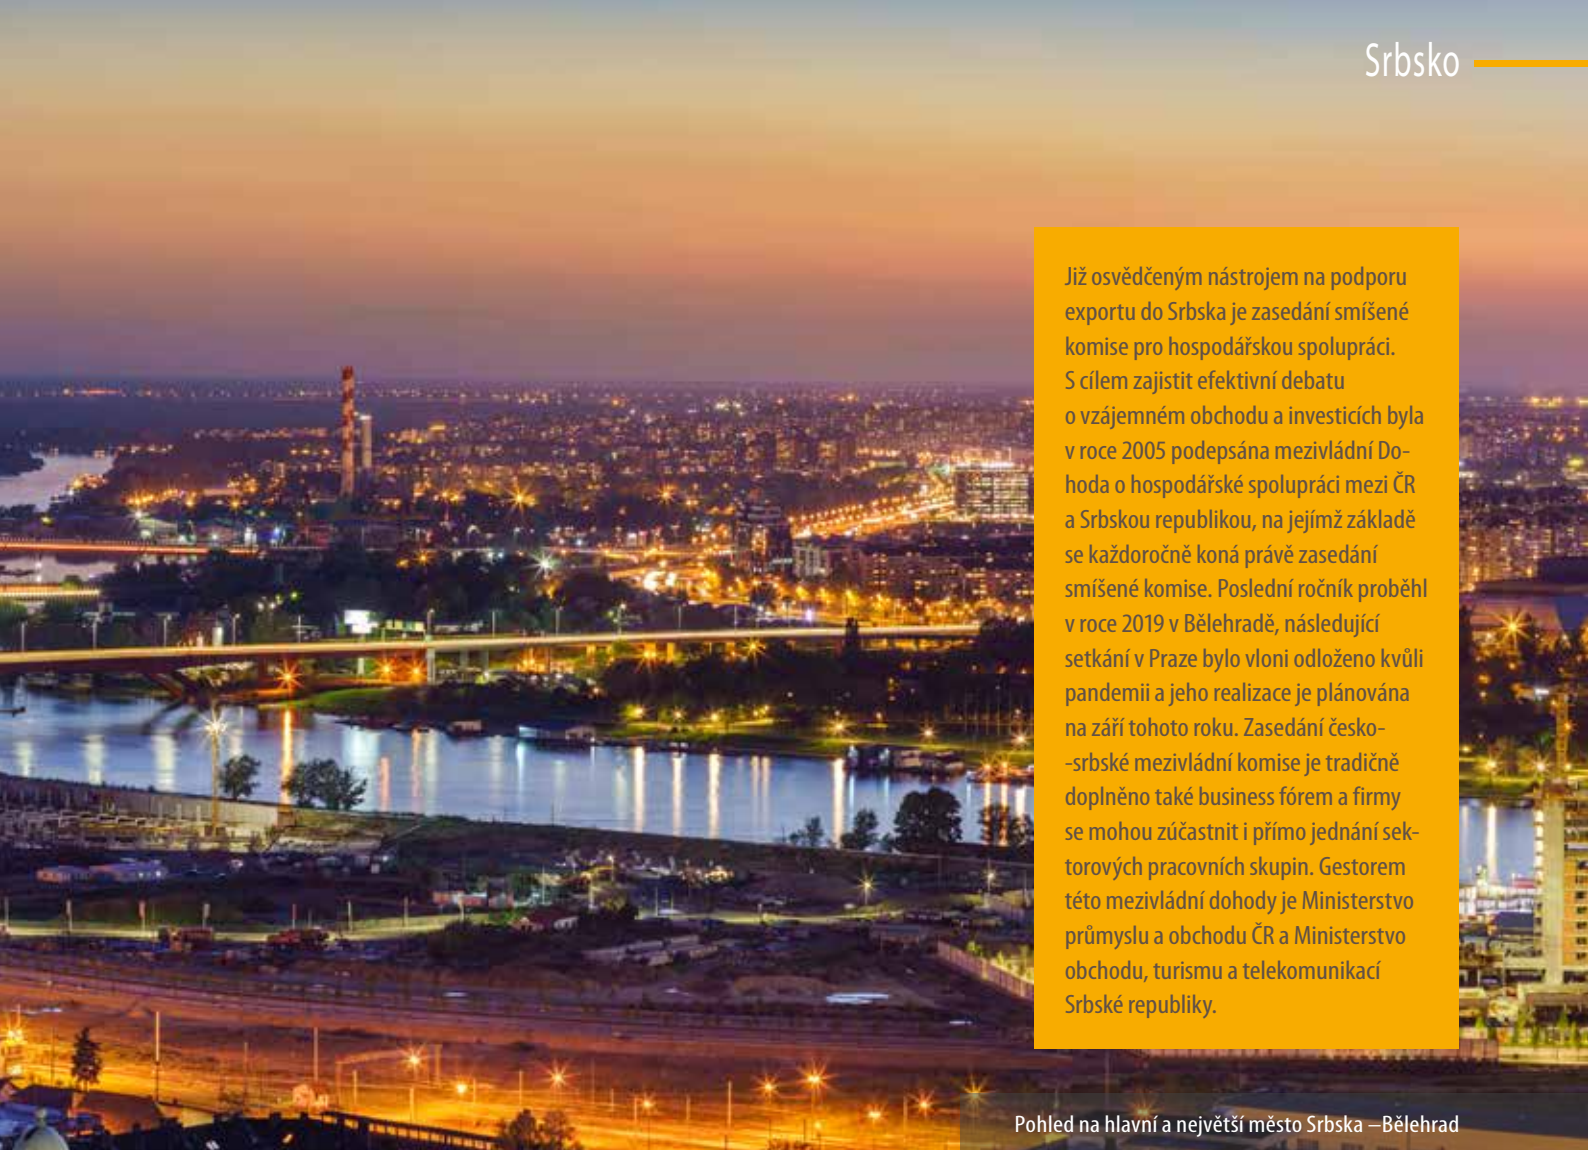 Srbsko
Již osvědčeným nástrojem na podporu
exportu do Srbska je zasedání smíšené
komise pro hospodářskou spolupráci.
S cílem zajistit efektivní debatu
o vzájemném obchodu a investicích byla
v roce 2005 podepsána mezivládní Do-
hoda o hospodářské spolupráci mezi ČR
a Srbskou republikou, na jejímž základě
se každoročně koná právě zasedání
smíšené komise. Poslední ročník proběhl
v roce 2019 v Bělehradě, následující
setkání v Praze bylo vloni odloženo kvůli
pandemii a jeho realizace je plánována
na září tohoto roku. Zasedání česko-
-srbské mezivládní komise je tradičně
doplněno také business fórem a firmy
se mohou zúčastnit i přímo jednání sek-
torových pracovních skupin. Gestorem
této mezivládní dohody je Ministerstvo
průmyslu a obchodu ČR a Ministerstvo
obchodu, turismu a telekomunikací
Srbské republiky.
Pohled na hlavní a největší město Srbska –Bělehrad